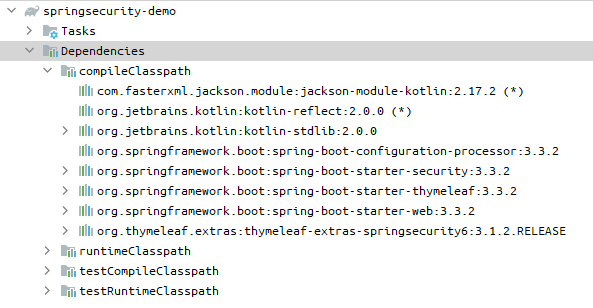 springsecurity-demo
Tasks
Dependencies
compileClasspath
com.fasterxml.jackson.module:jackson-module-kotlin:2.17.2 (*)
org.jetbrains.kotlin:kotlin-reflect:2.0.0 (*)
org.jetbrains.kotlin:kotlin-stdlib:2.0.0
org.springframework.boot:spring-boot-configuration-processor:3.3.2
org.springframework.boot:spring-boot-starter-security:3.3.2
org.springframework.boot:spring-boot-starter-thymeleaf:3.3.2
org.springframework.boot:spring-boot-starter-web:3.3.2
org.thymeleaf.extras:thymeleaf-extras-springsecurity6:3.1.2.RELEASE
runtimeClasspath
testCompileClasspath
testRuntimeClasspath